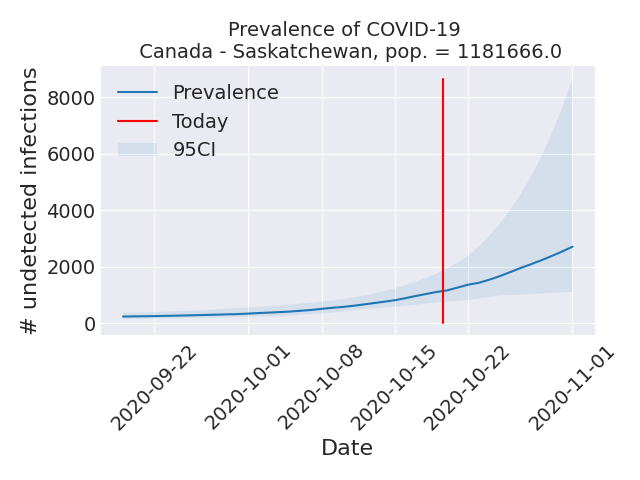 Prevalence of COVID-19
Canada - Saskatchewan, pop. = 1181666.0
# undetected infections
8000
6000
4000
2000
0
Prevalence
Today
95CI
2020-09-22
2020-10-01
2020-10-08
2020-10-15
2020-10-22
2020-11-01
Date